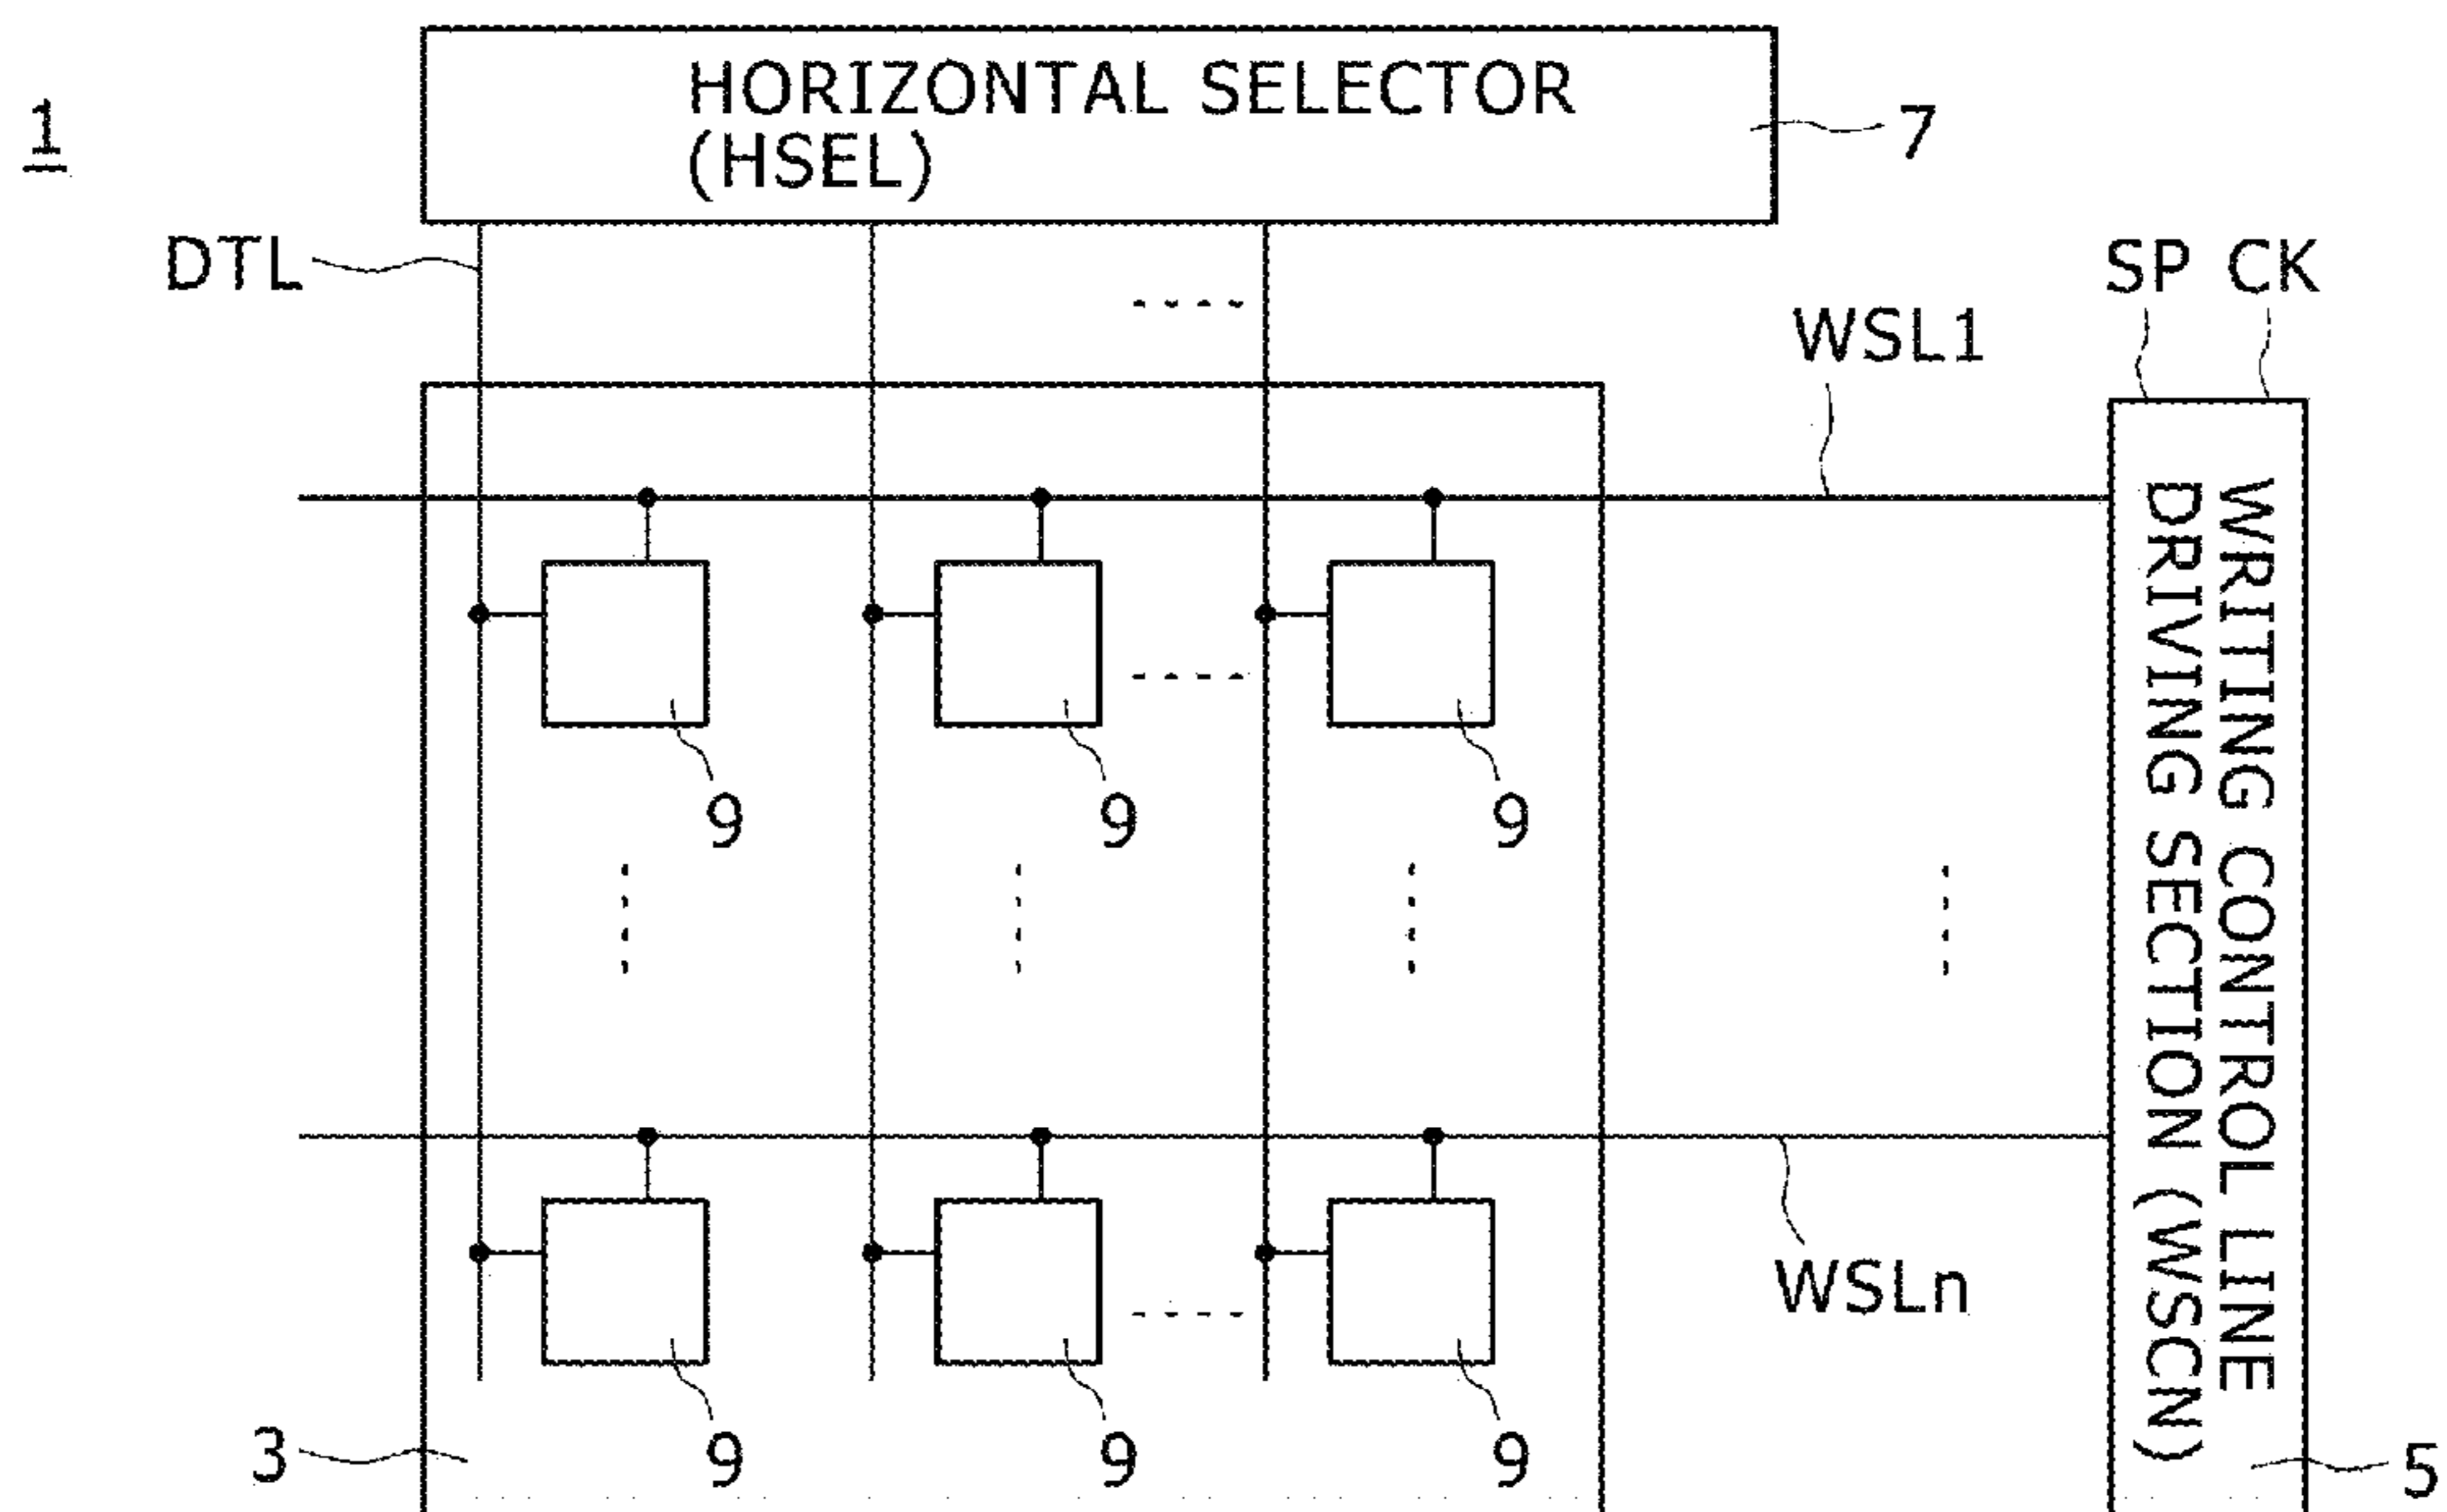 1
HORIZONTAL SELECTOR
(HSEL)
7
DTL
SP CK
WSL1
9 9 9
WRITING CONTROL LINE
DRIVING SECTION (WSCN)
WSLn
3
9 9 9
5